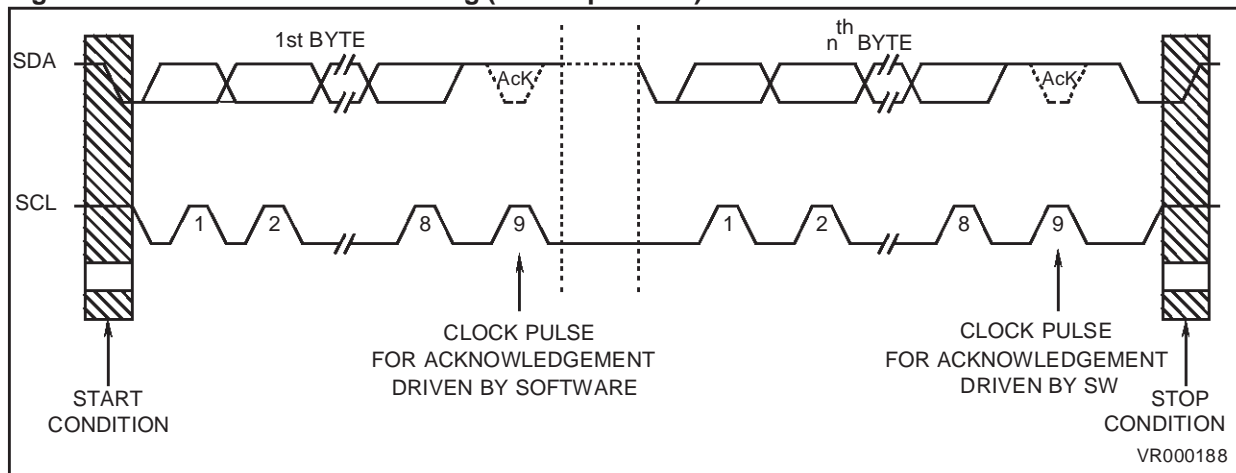 1st BYTE
nth BYTE
SDA
AcK
AcK
SCL
1
2
8
9
1
2
8
9
CLOCK PULSE
FOR ACKNOWLEDGEMENT
DRIVEN BY SOFTWARE
CLOCK PULSE
FOR ACKNOWLEDGEMENT
DRIVEN BY SW
START
CONDITION
STOP
CONDITION
VR000188